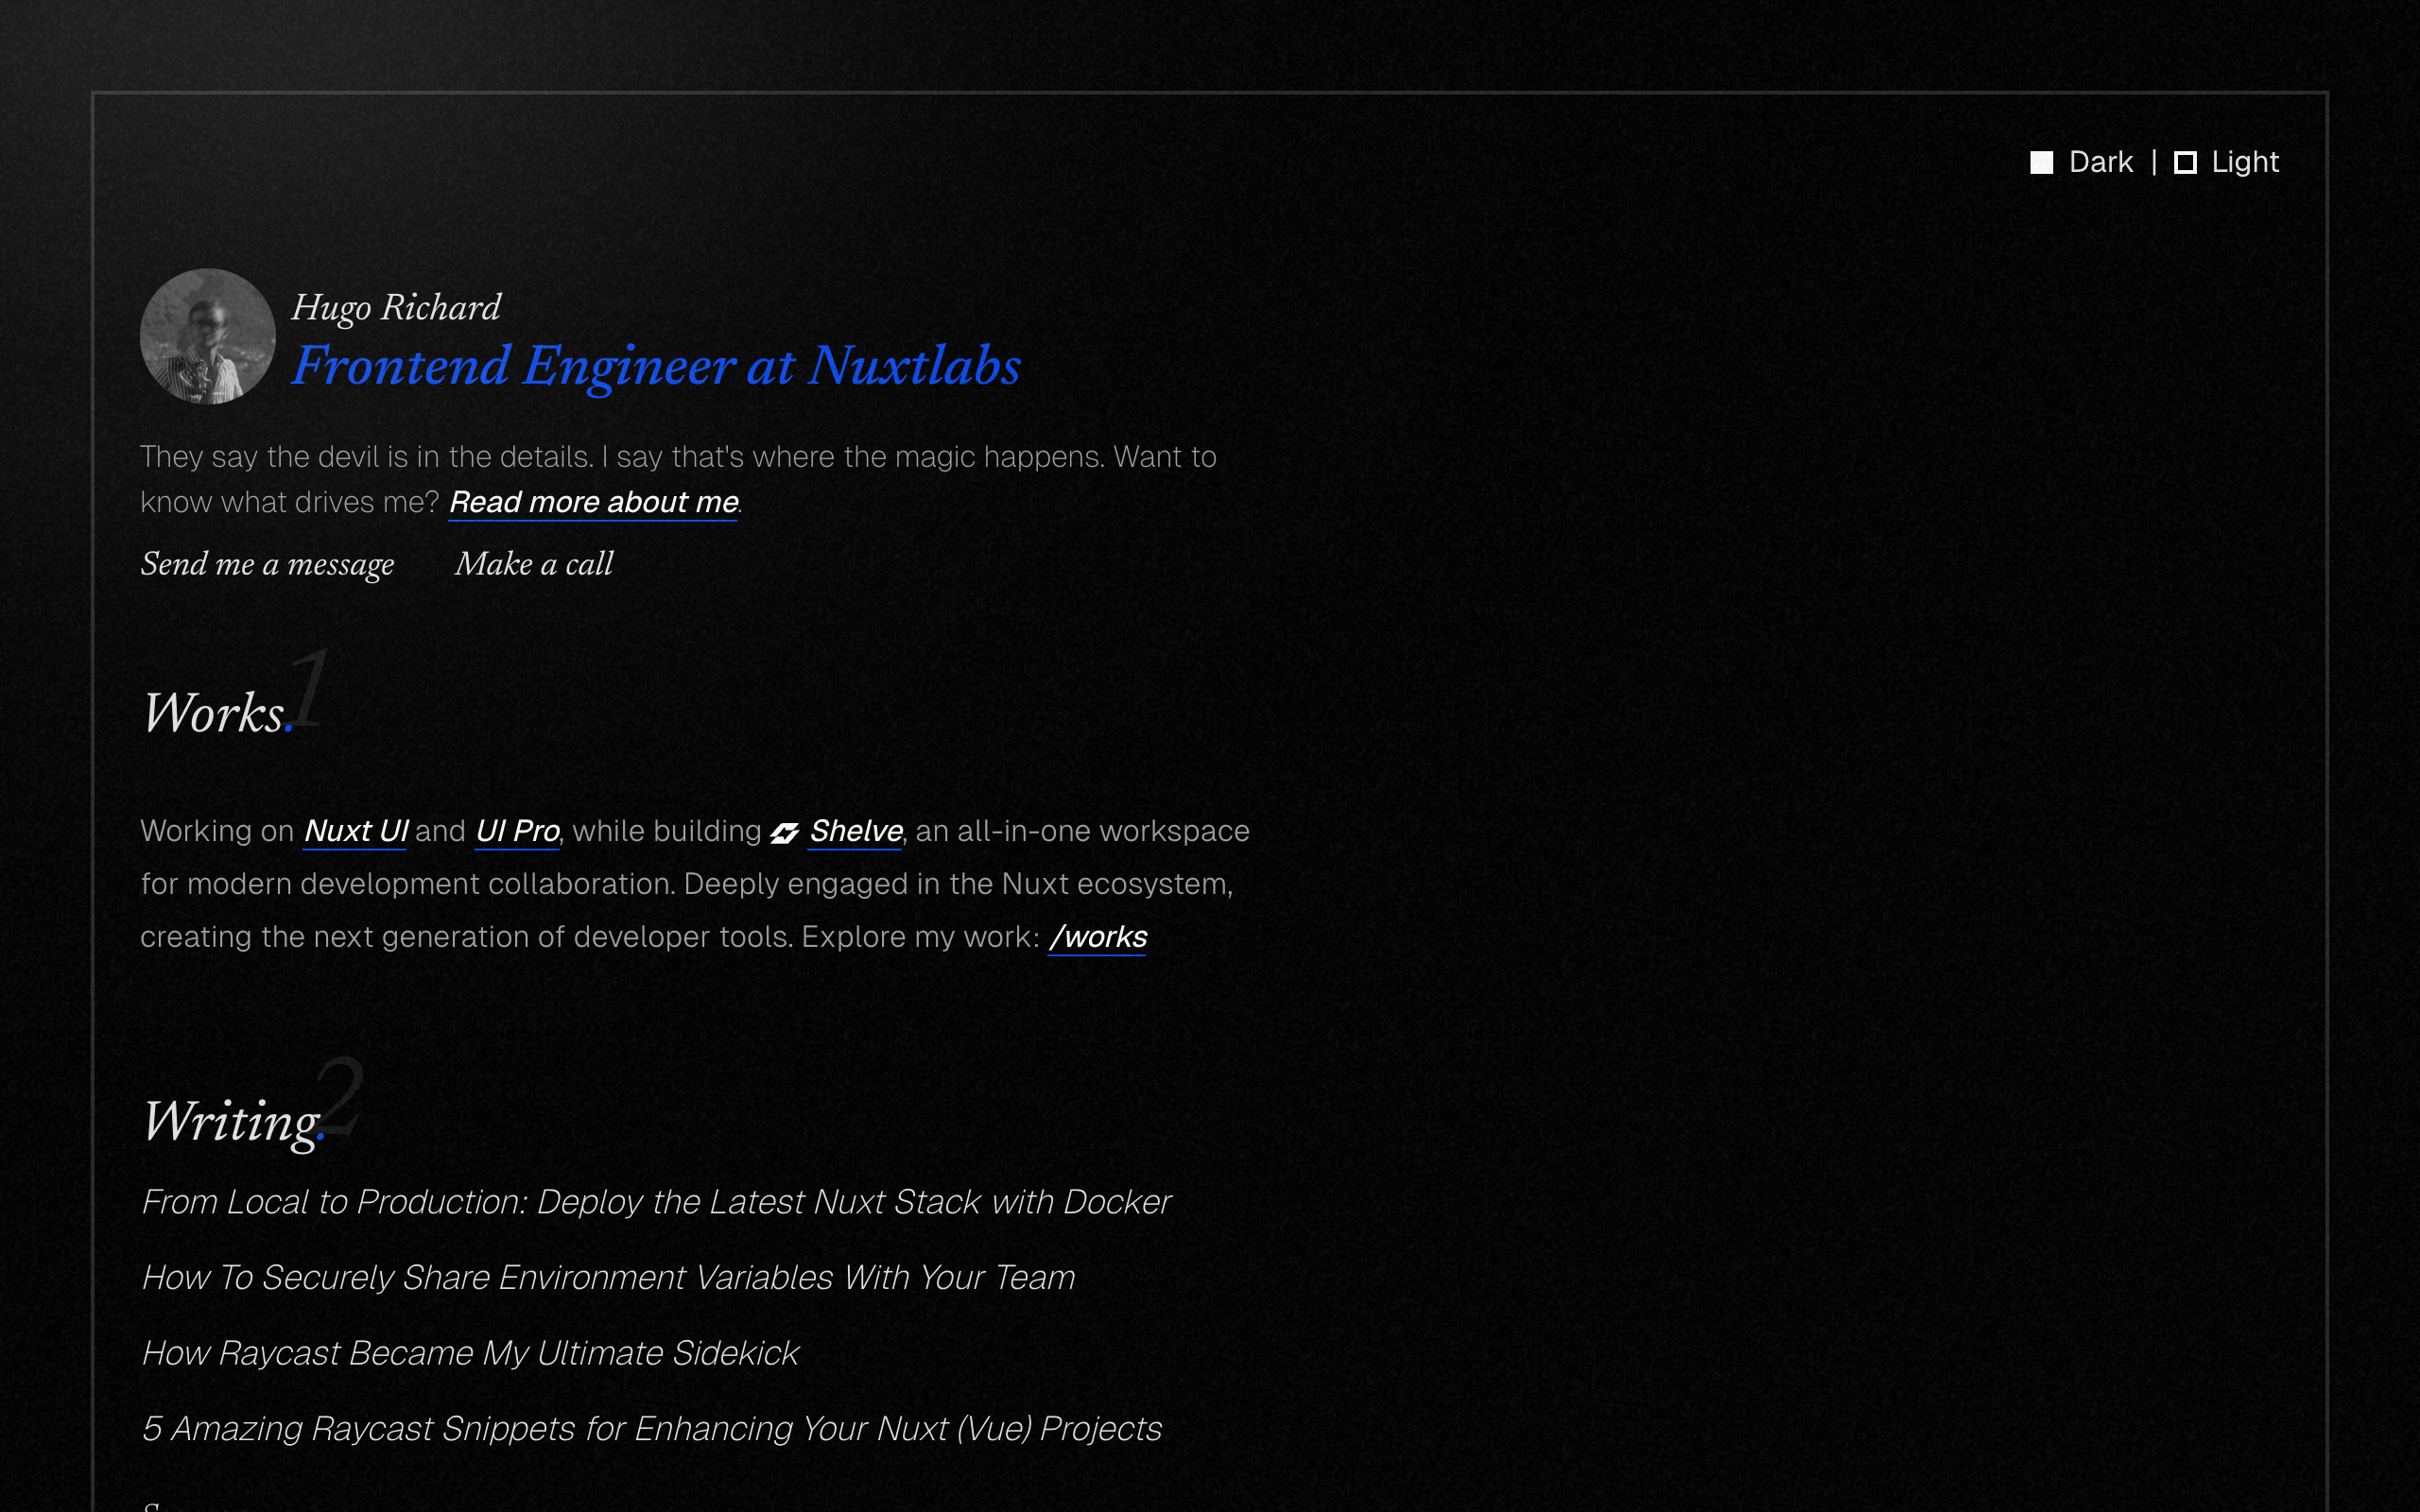 Dark | Light
Hugo Richard
Frontend Engineer at Nuxtlabs
They say the devil is in the details. I say that's where the magic happens. Want to
know what drives me? Read more about me.
Send me a message Make a call
1
Works.
Working on Nuxt UI and UI Pro, while building Shelve, an all-in-one workspace
for modern development collaboration. Deeply engaged in the Nuxt ecosystem,
creating the next generation of developer tools. Explore my work: /works
2
Writing.
From Local to Production: Deploy the Latest Nuxt Stack with Docker
How To Securely Share Environment Variables With Your Team
How Raycast Became My Ultimate Sidekick
5 Amazing Raycast Snippets for Enhancing Your Nuxt (Vue) Projects